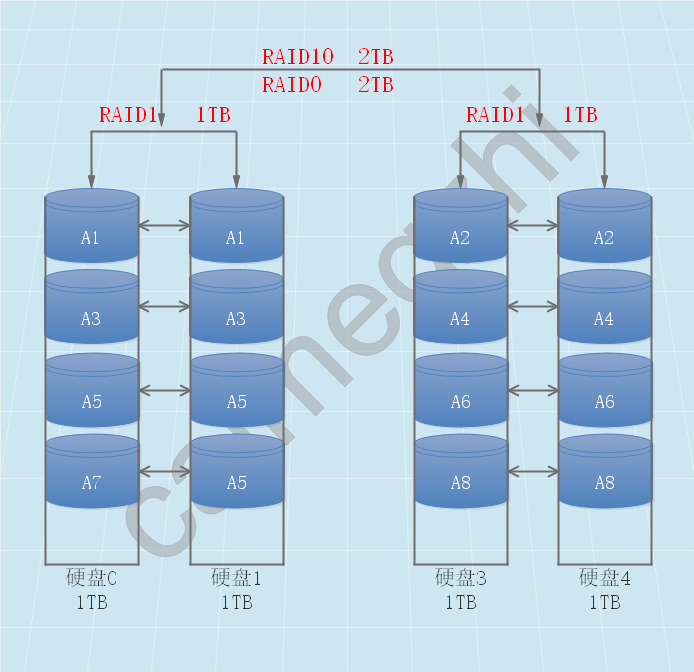 RAID10 2TB
RAID0 2TB
RAID1 1TB RAID1 1TB
A1 A1 A2 A2
A3 A3 A4 A4
A5 A5 A6 A6
A7 A5 A8 A8
硬盘0 硬盘1 硬盘3 硬盘4
1TB 1TB 1TB 1TB